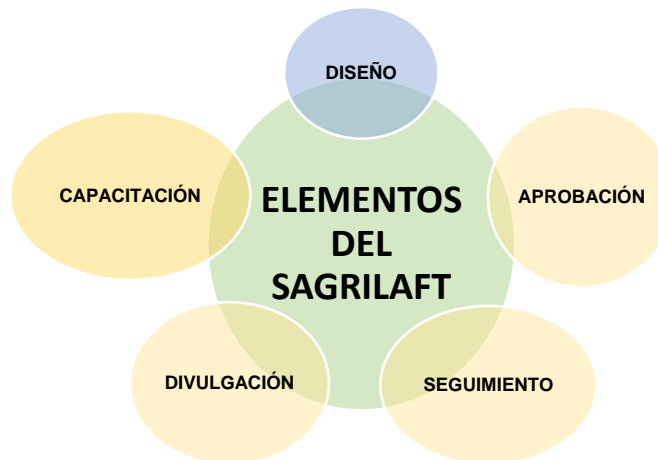 DISEÑO
CAPACITACIÓN
ELEMENTOS
DEL
SAGRILAFT
APROBACIÓN
DIVULGACIÓN
SEGUIMIENTO